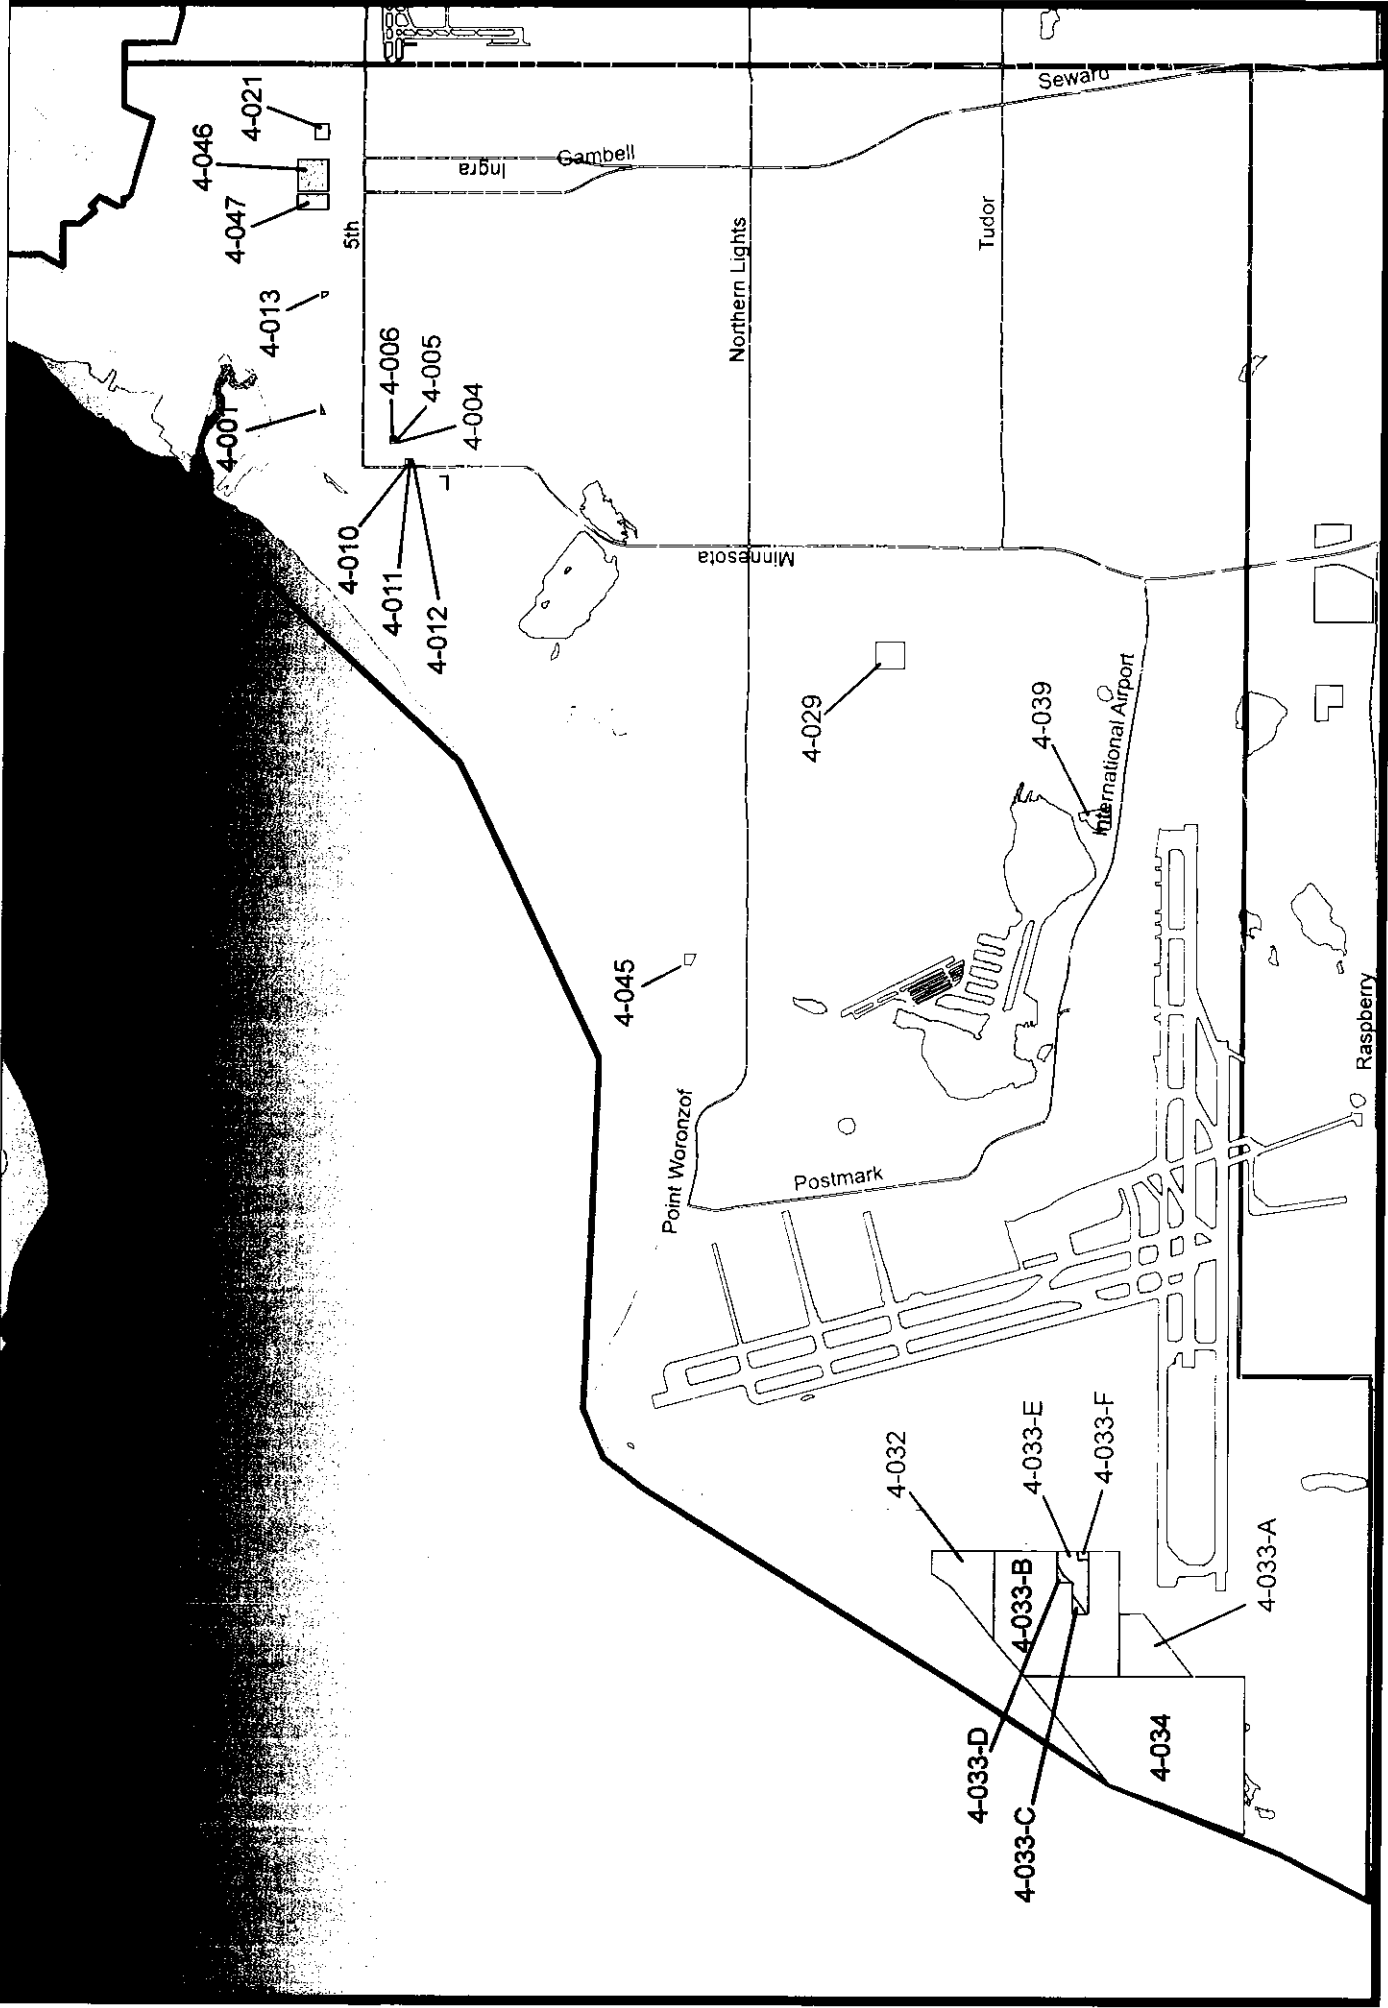 4-021
4-046
4-047
4-013
4-001
5th
Ingra
Gambell
Seward
4-006
4-005
4-004
4-010
4-011
4-012
Northern Lights
Tudor
Minnesota
4-029
4-039
International Airport
4-045
Point Woronzof
Postmark
Raspberry
4-032
4-033-E
4-033-F
4-033-B
4-033-A
4-033-D
4-033-C
4-034